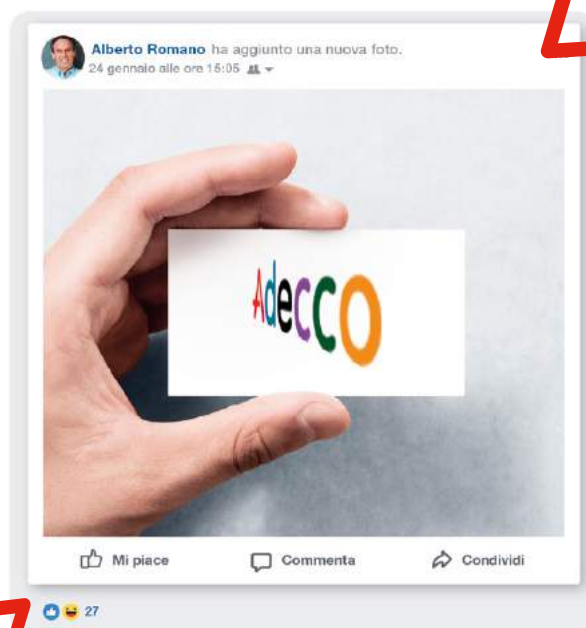 Alberto Romano ha aggiunto una nuova foto.
24 gennaio alle ore 15:05
Adecco
Mi piace Commenta Condividi
27